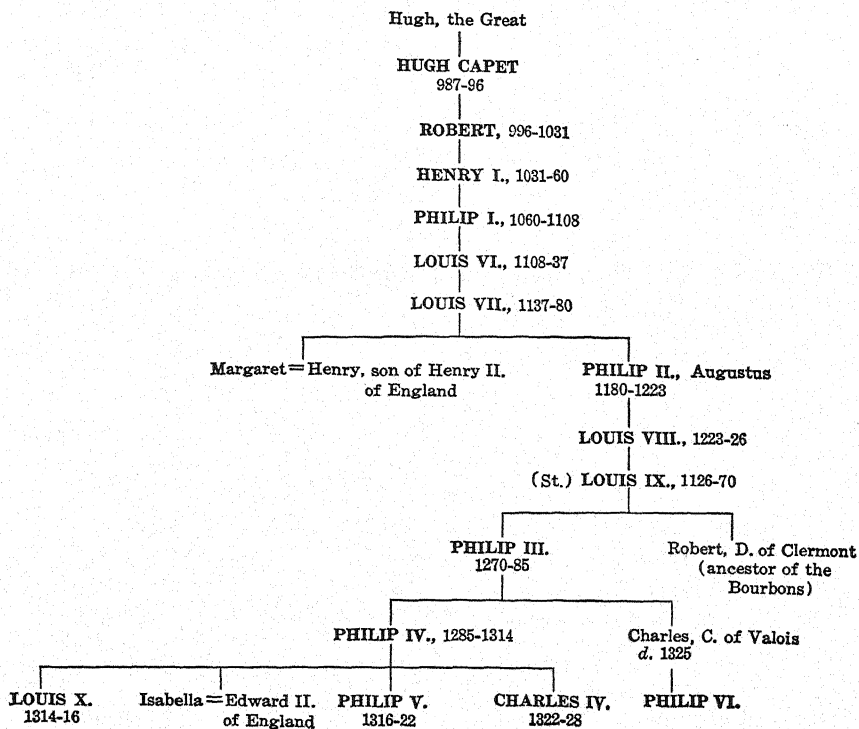 Hugh, the Great
HUGH CAPET
987-96
ROBERT, 996-1031
HENRY I., 1031-60
PHILIP I., 1060-1108
LOUIS VI., 1108-37
LOUIS VII., 1137-80
Margaret=Henry, son of Henry II.
of England
PHILIP II., Augustus
1180-1223
LOUIS VIII., 1223-26
(St.) LOUIS IX., 1126-70
PHILIP III.
1270-85
Robert, D. of Clermont
(ancestor of the
Bourbons)
PHILIP IV., 1285-1314
Charles, C. of Valois
d. 1325
LOUIS X.
1314-16
Isabella=Edward II.
of England
PHILIP V.
1316-22
CHARLES IV.
1322-28
PHILIP VI.